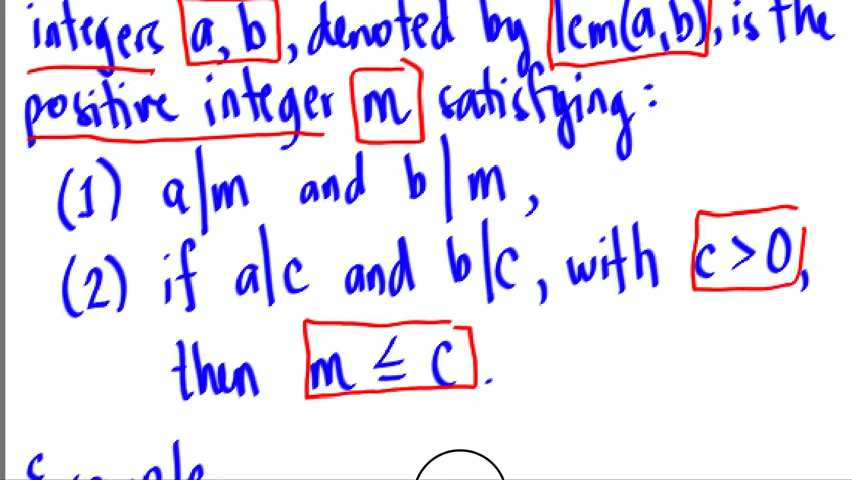 integers a, b, denoted by lcm(a,b), is the
positive integer m satisfying:
(1) a|m and b|m,
(2) if a|c and b|c, with c > 0,
then m ≤ c.